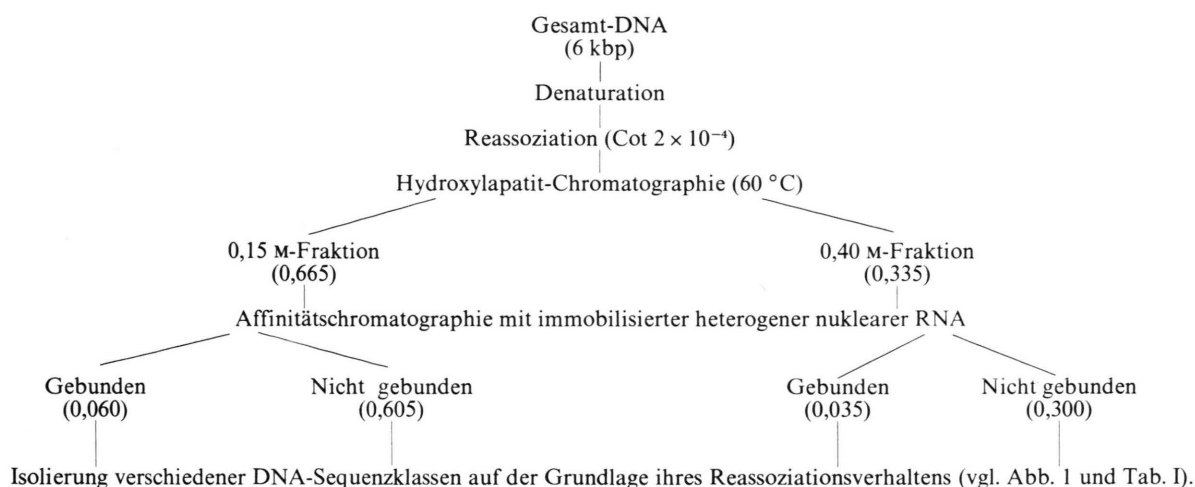 Gesamt-DNA
(6 kbp)
Denaturation
Reassoziation (Cot 2 × 10⁻⁴)
Hydroxylapatit-Chromatographie (60 °C)
0,15 M-Fraktion 0,40 M-Fraktion
(0,665) (0,335)
Affinitätschromatographie mit immobilisierter heterogener nuklearer RNA
Gebunden Nicht gebunden Gebunden Nicht gebunden
(0,060) (0,605) (0,035) (0,300)
Isolierung verschiedener DNA-Sequenzklassen auf der Grundlage ihres Reassoziationsverhaltens (vgl. Abb. 1 und Tab. I).